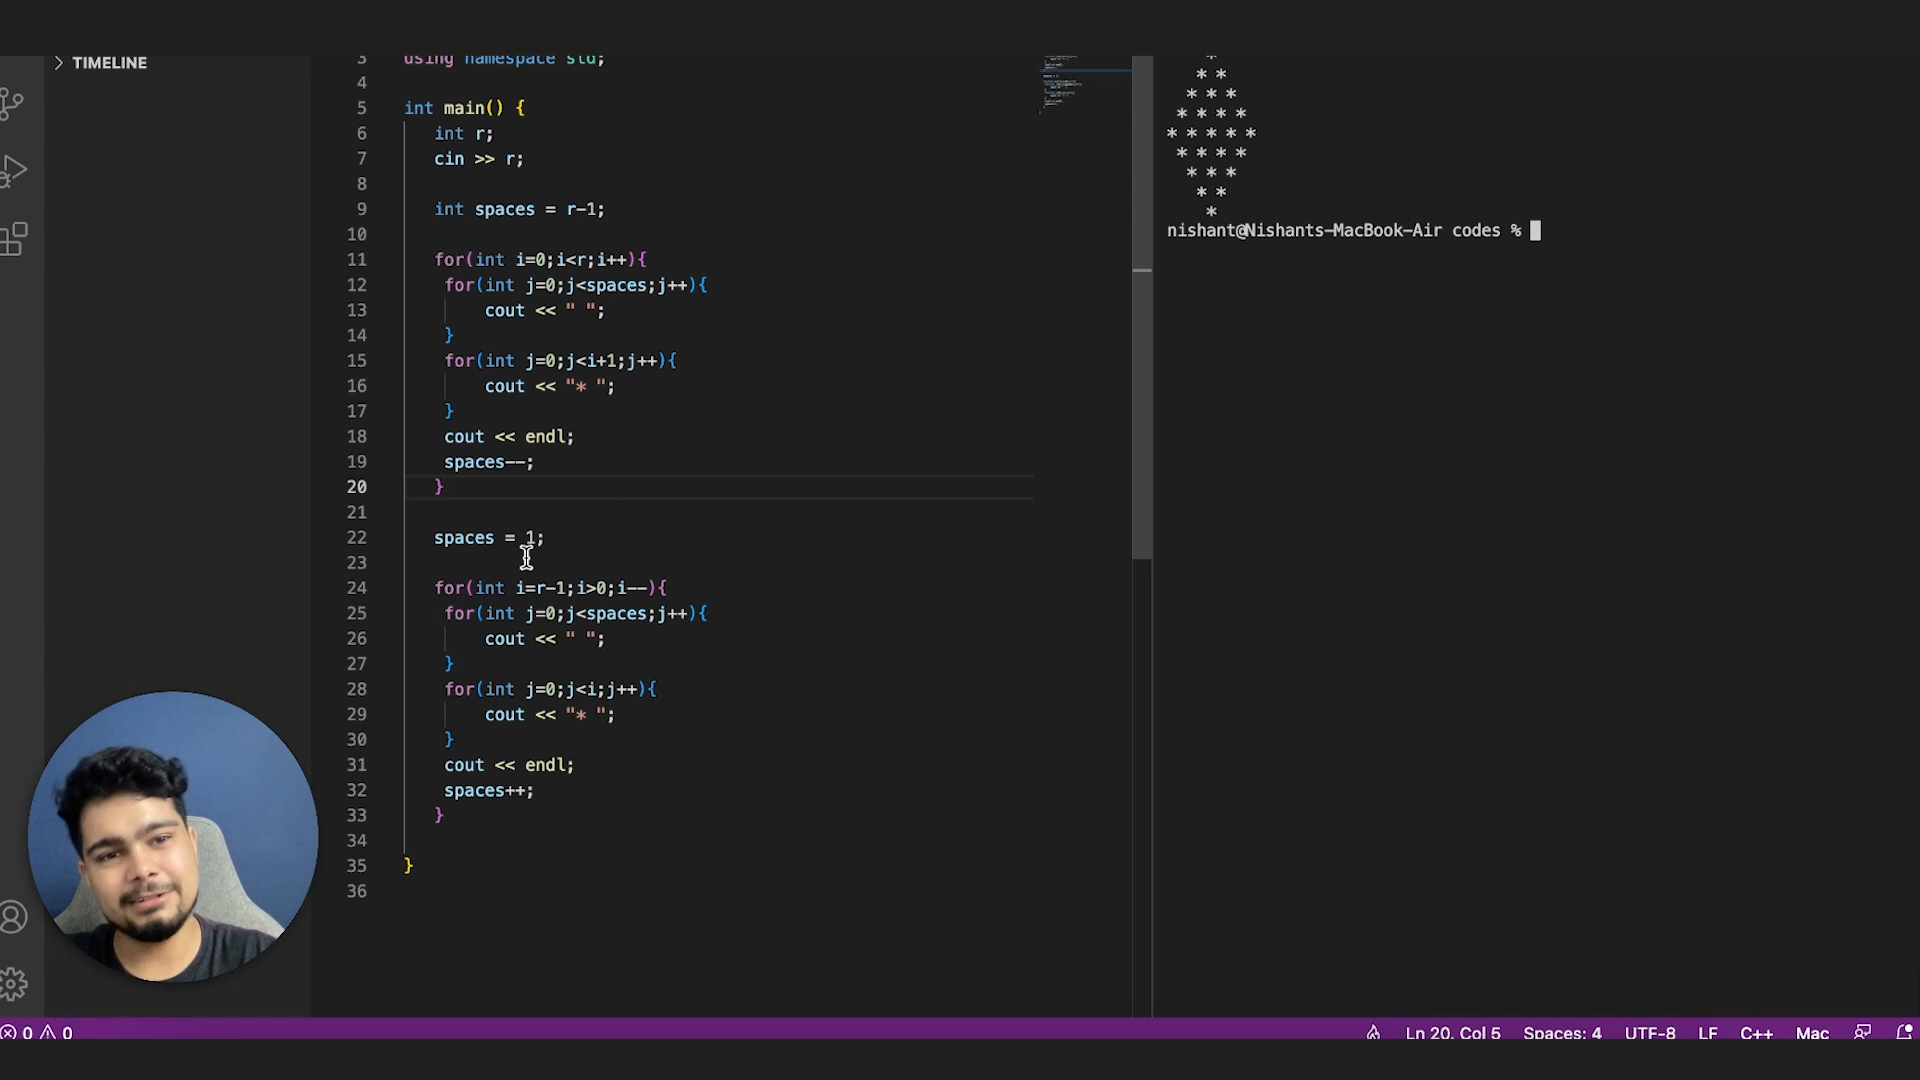 TIMELINE
3 using namespace std;
4
5 int main() {
6 int r;
7 cin >> r;
8
9 int spaces = r-1;
10
11 for(int i=0;i<r;i++){
12 for(int j=0;j<spaces;j++){
13 cout << " ";
14 }
15 for(int j=0;j<i+1;j++){
16 cout << "* ";
17 }
18 cout << endl;
19 spaces--;
20 }
21
22 spaces = 1;
23
24 for(int i=r-1;i>0;i--){
25 for(int j=0;j<spaces;j++){
26 cout << " ";
27 }
28 for(int j=0;j<i;j++){
29 cout << "* ";
30 }
31 cout << endl;
32 spaces++;
33 }
34
35 }
36
*
* *
* * *
* * * *
* * * * *
* * * *
* * *
* *
*
nishant@Nishants-MacBook-Air codes %
0 0 Ln 20, Col 5 Spaces: 4 UTF-8 LF C++ Mac